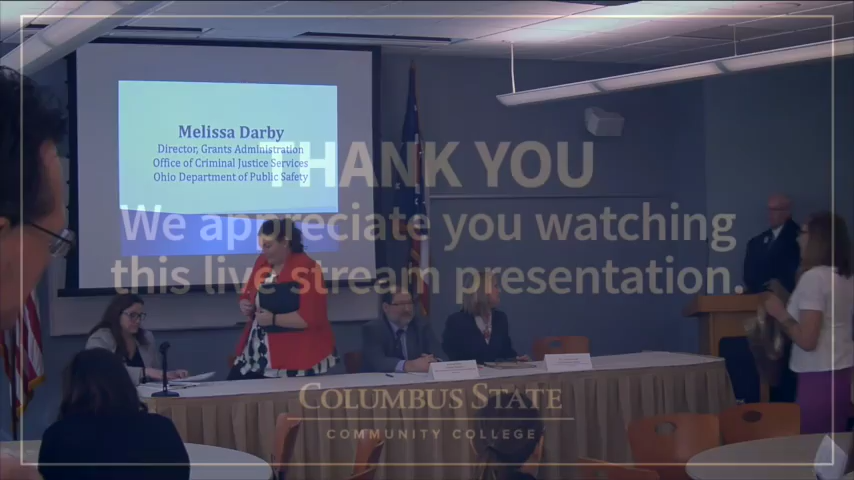 Melissa Darby
Director, Grants Administration
Office of Criminal Justice Services
Ohio Department of Public Safety
THANK YOU
We appreciate you watching
this live stream presentation.
COLUMBUS STATE
COMMUNITY COLLEGE